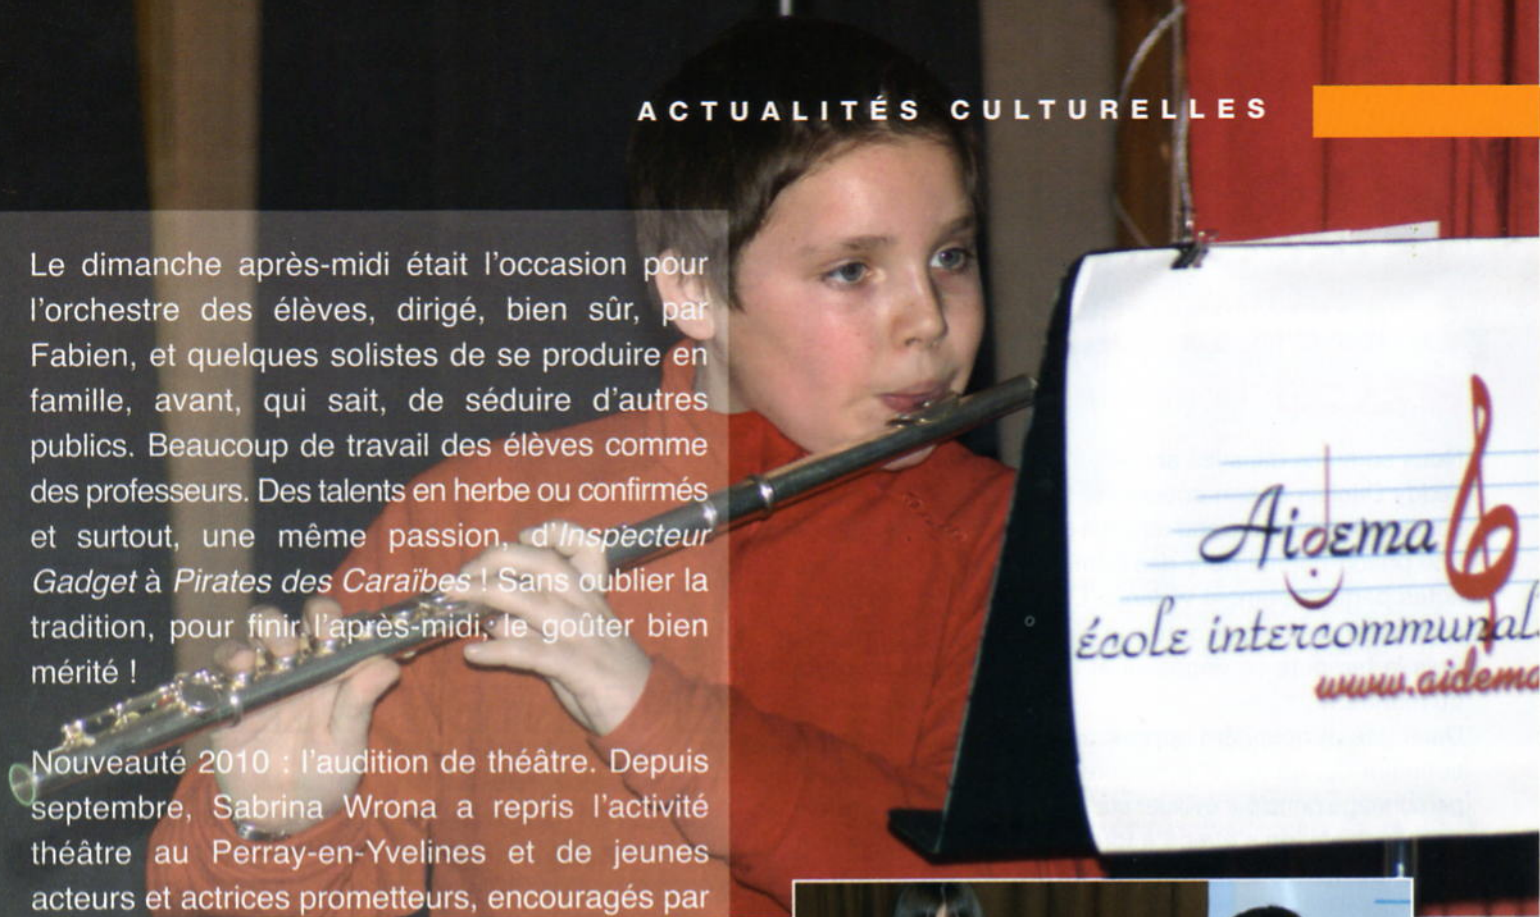 ACTUALITÉS CULTURELLES
Le dimanche après-midi était l'occasion pour
l'orchestre des élèves, dirigé, bien sûr, par
Fabien, et quelques solistes de se produire en
famille, avant, qui sait, de séduire d'autres
publics. Beaucoup de travail des élèves comme
des professeurs. Des talents en herbe ou confirmés
et surtout, une même passion, d'Inspecteur
Gadget à Pirates des Caraïbes ! Sans oublier la
tradition, pour finir l'après-midi, le goûter bien
mérité !
Nouveauté 2010 : l'audition de théâtre. Depuis
septembre, Sabrina Wrona a repris l'activité
théâtre au Perray-en-Yvelines et de jeunes
acteurs et actrices prometteurs, encouragés par
Aidema
école intercommunal
www.aidema